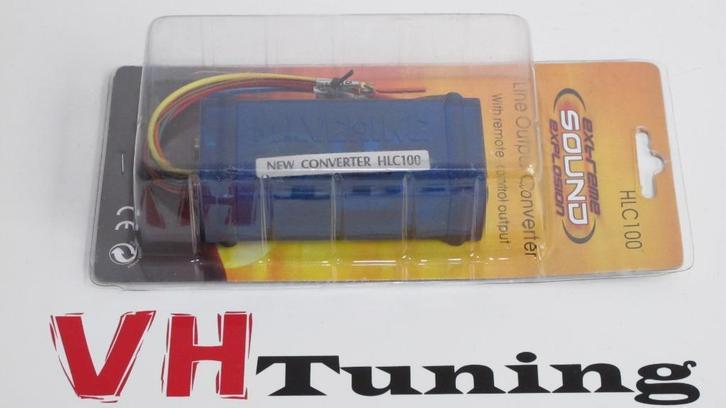 NEW CONVERTER HLC100
Line Output Converter
With remote control output
EXTREME
SOUND
EXPLOSION
HLC100
CE
VH Tuning